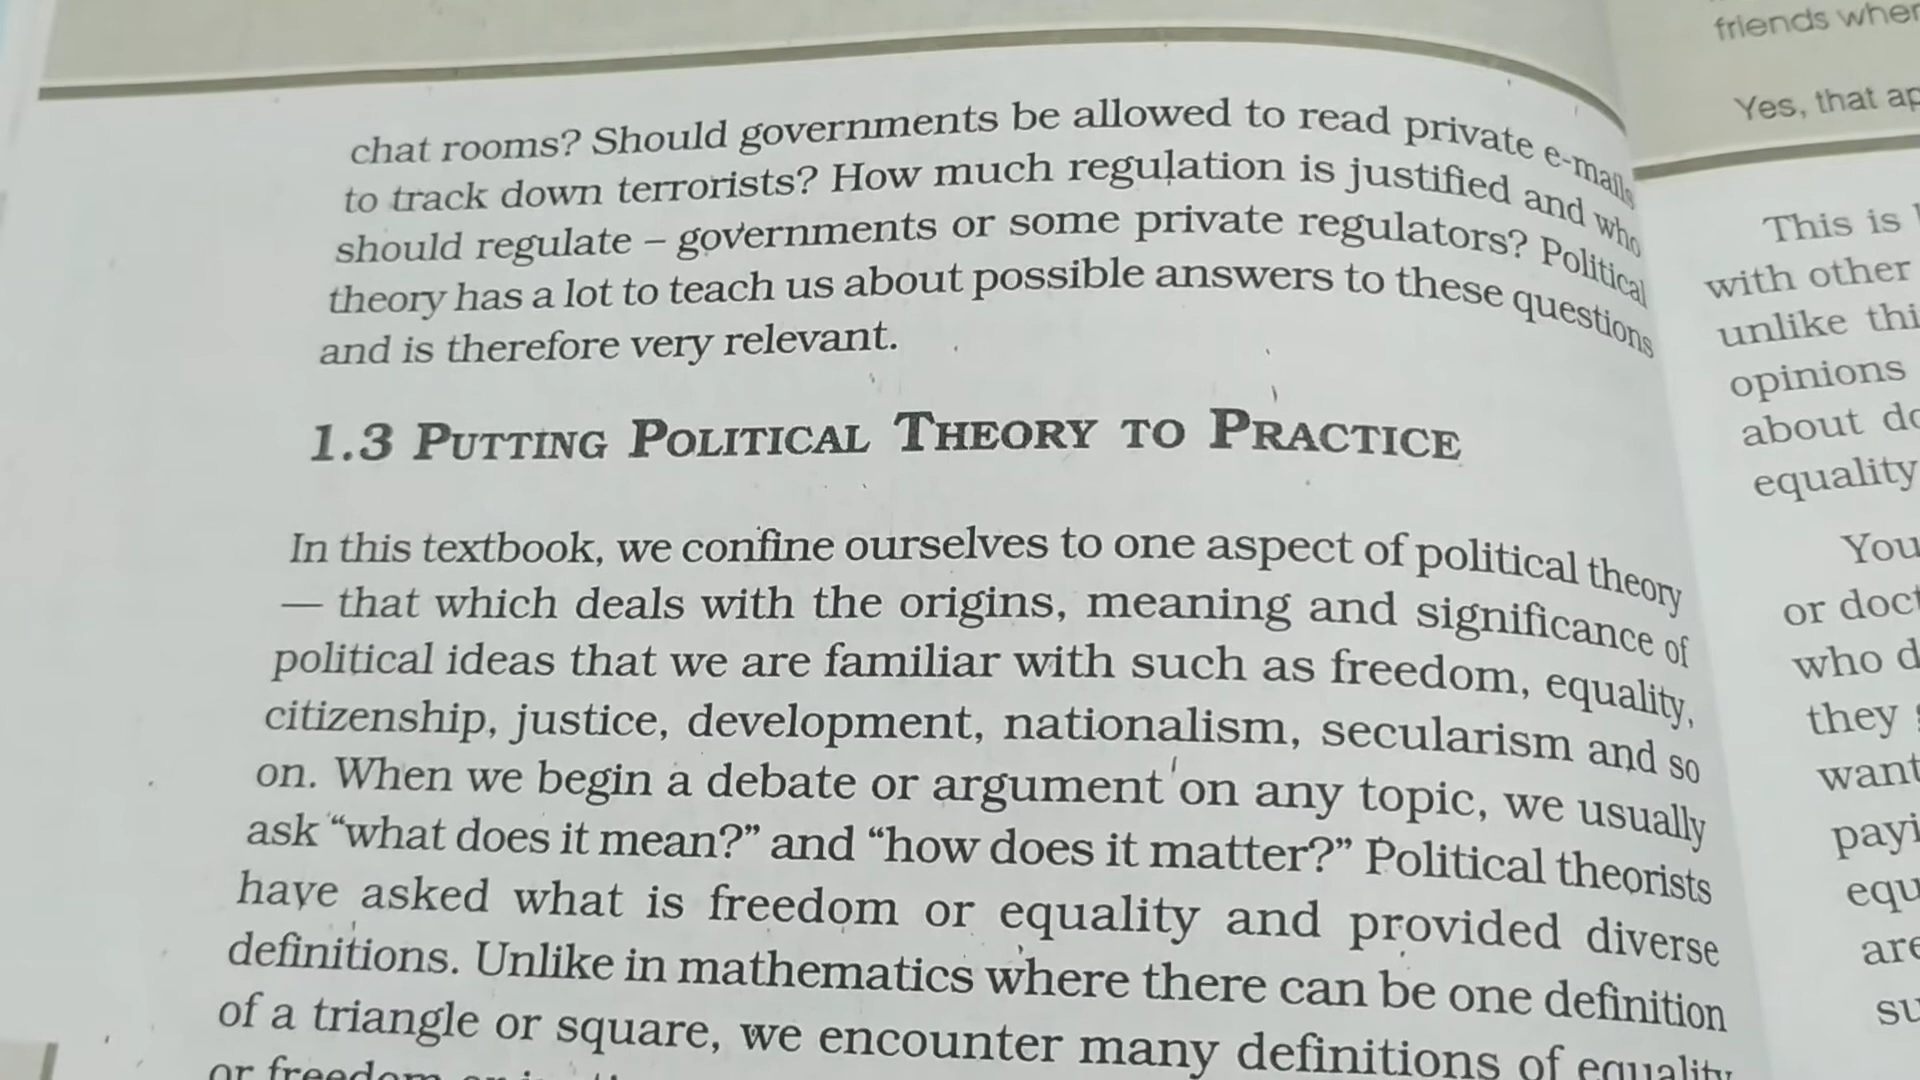 chat rooms? Should governments be allowed to read private e-mails
to track down terrorists? How much regulation is justified and who
should regulate – governments or some private regulators? Political
theory has a lot to teach us about possible answers to these questions
and is therefore very relevant.
1.3 PUTTING POLITICAL THEORY TO PRACTICE
In this textbook, we confine ourselves to one aspect of political theory
— that which deals with the origins, meaning and significance of
political ideas that we are familiar with such as freedom, equality,
citizenship, justice, development, nationalism, secularism and so
on. When we begin a debate or argument on any topic, we usually
ask “what does it mean?” and “how does it matter?” Political theorists
have asked what is freedom or equality and provided diverse
definitions. Unlike in mathematics where there can be one definition
of a triangle or square, we encounter many definitions of equality
or freedom
friends when
Yes, that
This is
with other
unlike
opinions
about
equality
You
or
who
they
want
are